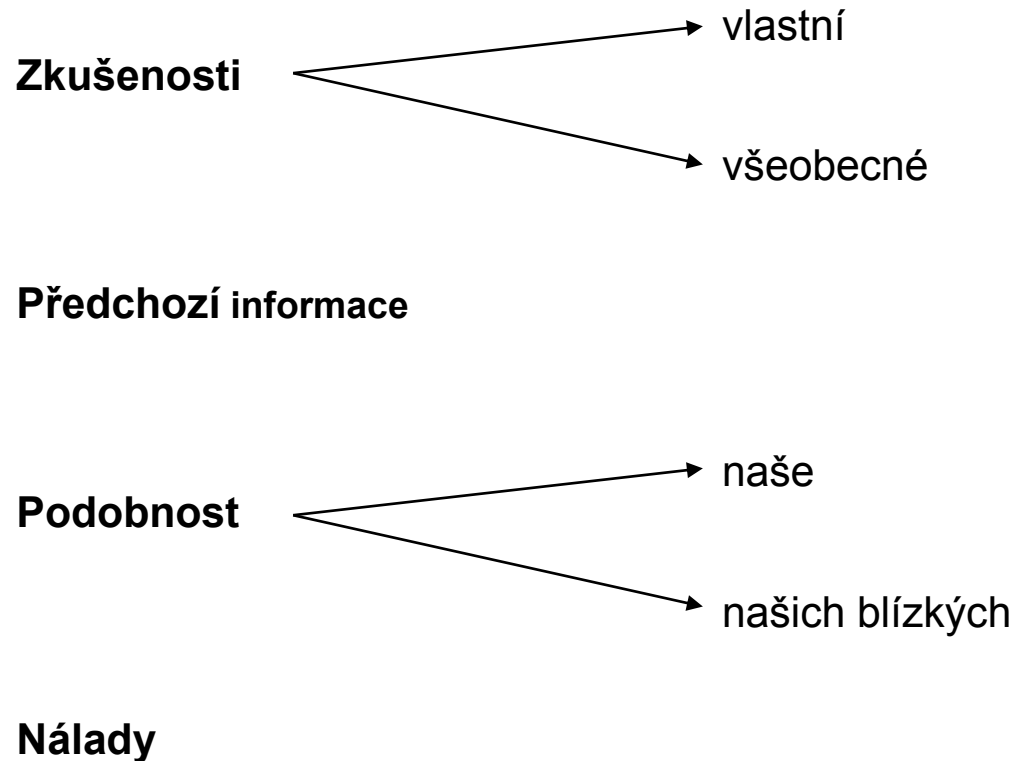 vlastní
Zkušenosti
všeobecné
Předchozí informace
naše
Podobnost
našich blízkých
Nálady